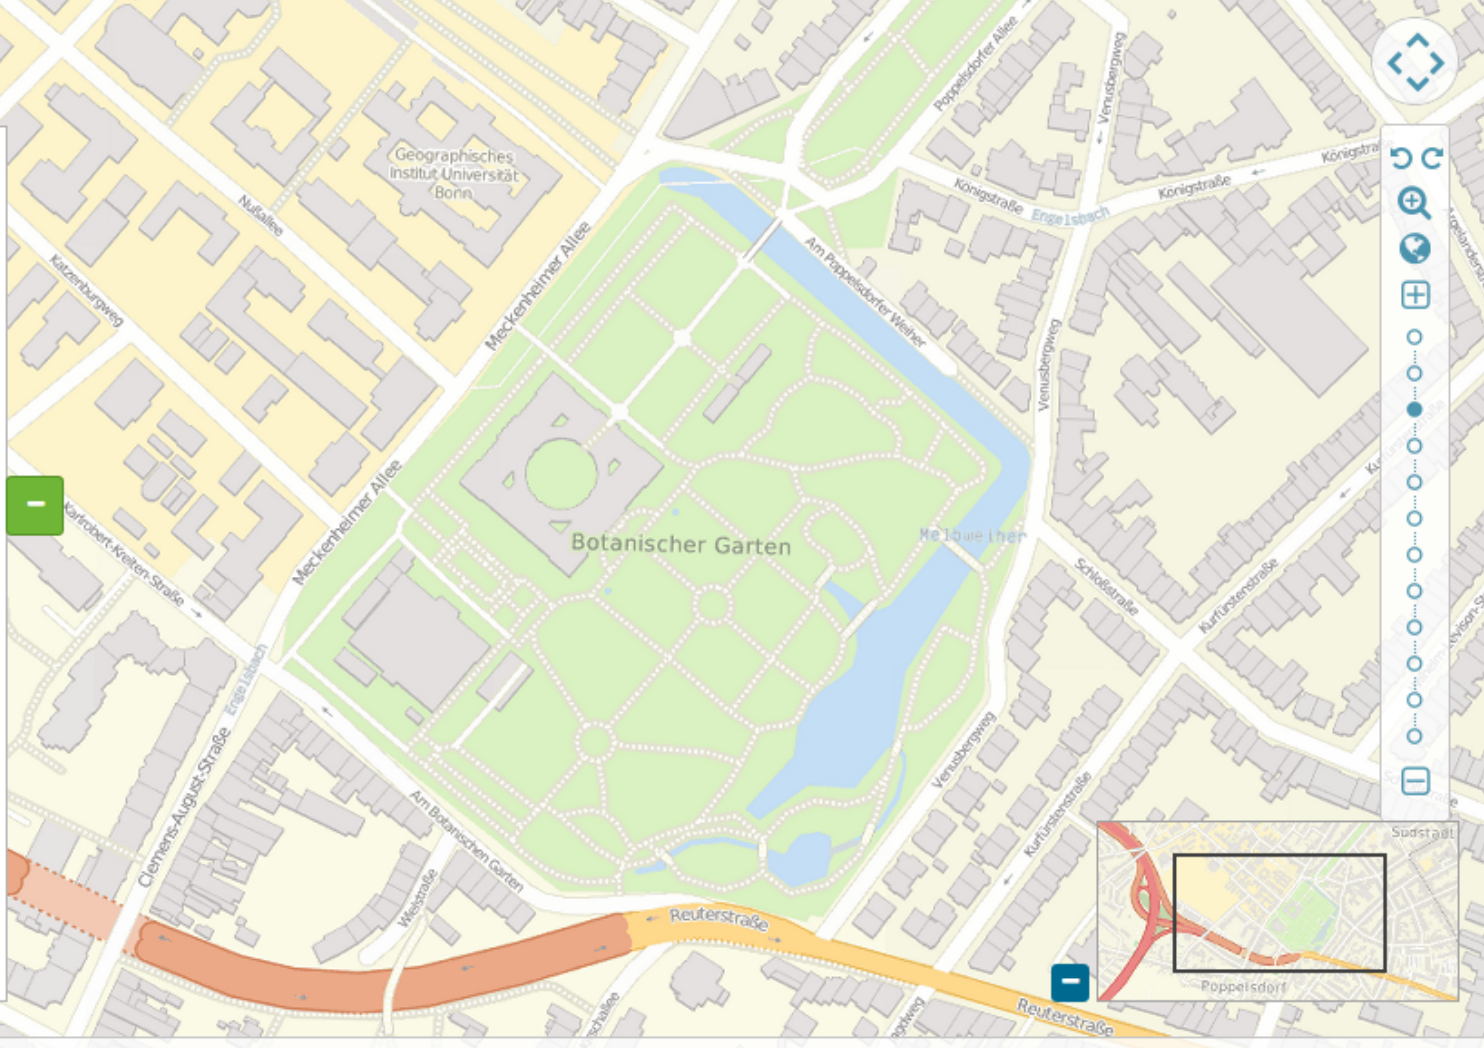 Poppelsdorfer Allee
Venusbergweg
Geographisches
Institut Universität
Bonn
Königstra
Königstraße
Königstraße
Engelsbach
Nußallee
Meckenheimer Allee
Am Poppelsdorfer Weiher
Katzenburgweg
Venusbergweg
Meckenheimer Allee
Karlrobert-Kreiten-Straße
Botanischer Garten
Melbweiher
Schloßstraße
Kurfürstenstraße
Engelsbach
Clemens-August-Straße
Venusbergweg
Kurfürstenstraße
Am Botanischen Garten
Wielstraße
Reuterstraße
Südstadt
Poppelsdorf
Reuterstraße